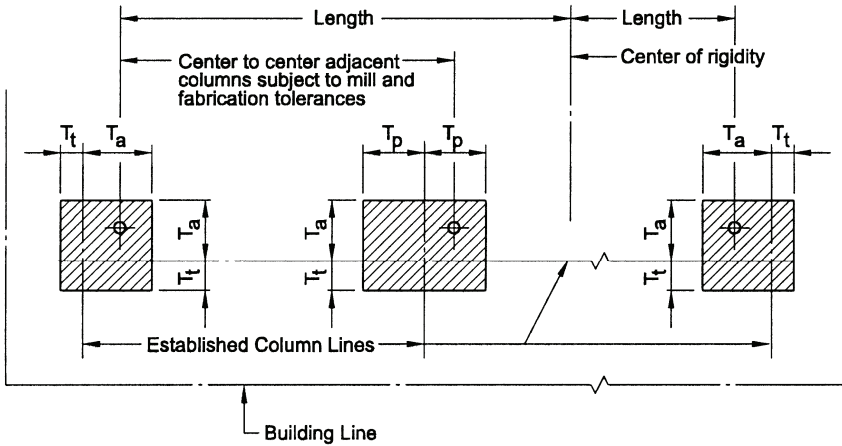 Length
Length
Center to center adjacent
columns subject to mill and
fabrication tolerances
Center of rigidity
Tt
Ta
Tp
Tp
Ta
Tt
Ta
Ta
Ta
Tt
Tt
Tt
Established Column Lines
Building Line